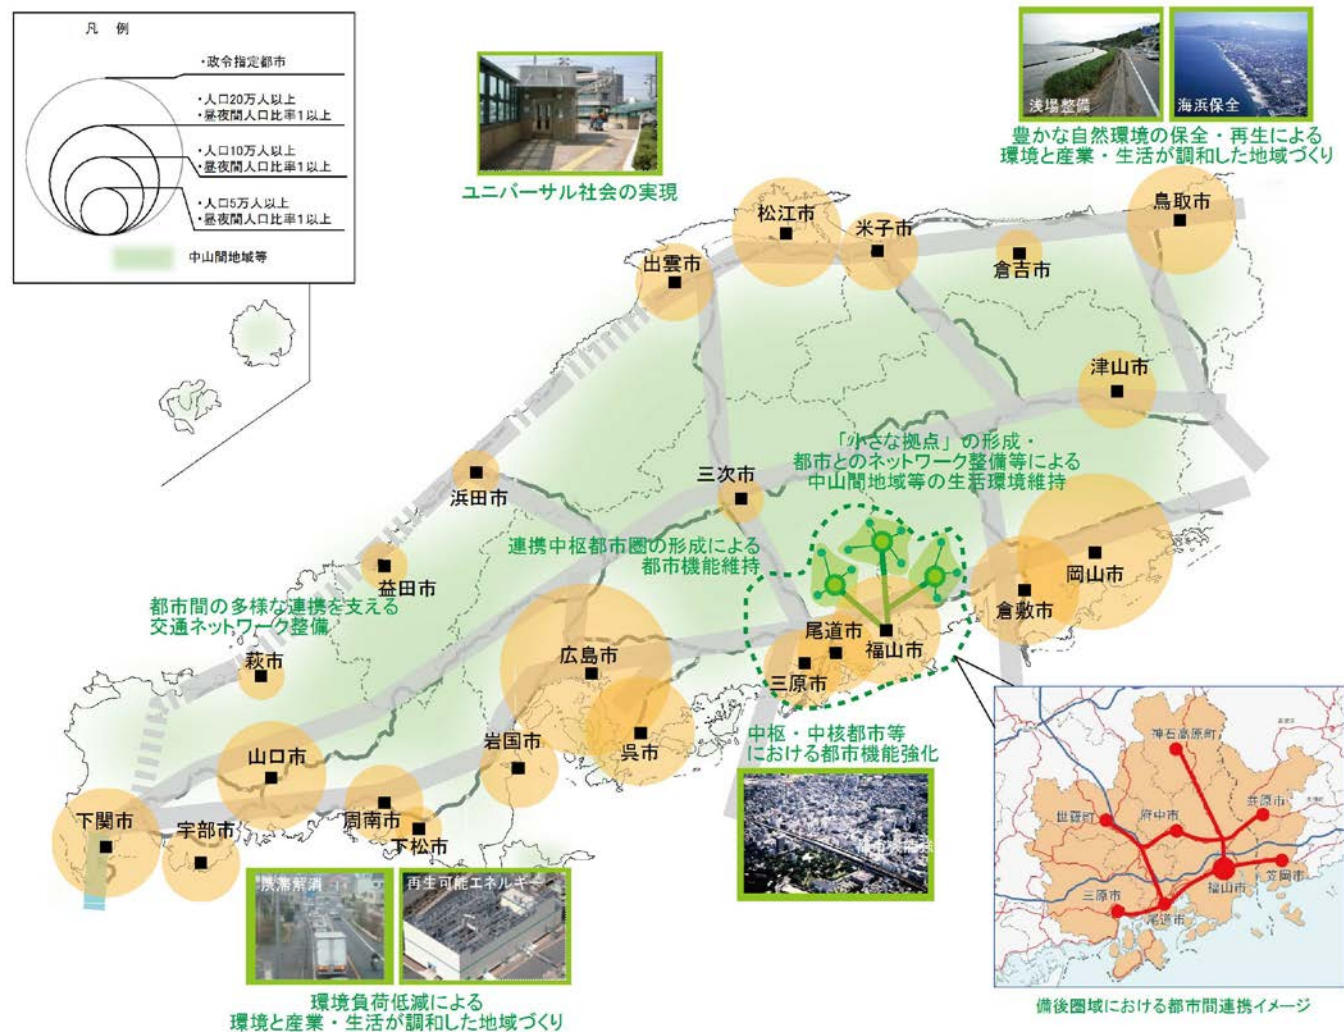 凡 例
・政令指定都市
・人口20万人以上
・昼夜間人口比率1以上
・人口10万人以上
・昼夜間人口比率1以上
・人口5万人以上
・昼夜間人口比率1以上
中山間地域等
ユニバーサル社会の実現
浅場整備
海浜保全
豊かな自然環境の保全・再生による
環境と産業・生活が調和した地域づくり
松江市
米子市
鳥取市
出雲市
倉吉市
津山市
「小さな拠点」の形成・
都市とのネットワーク整備等による
中山間地域等の生活環境維持
浜田市
三次市
連携中枢都市圏の形成による
都市機能維持
岡山市
倉敷市
益田市
都市間の多様な連携を支える
交通ネットワーク整備
尾道市
福山市
三原市
萩市
広島市
呉市
岩国市
山口市
周南市
下松市
下関市
宇部市
中枢・中核都市等
における都市機能強化
渋滞解消
再生可能エネルギー
環境負荷低減による
環境と産業・生活が調和した地域づくり
神石高原町
世羅町
府中市
井原市
福山市
笠岡市
三原市
尾道市
備後圏域における都市間連携イメージ